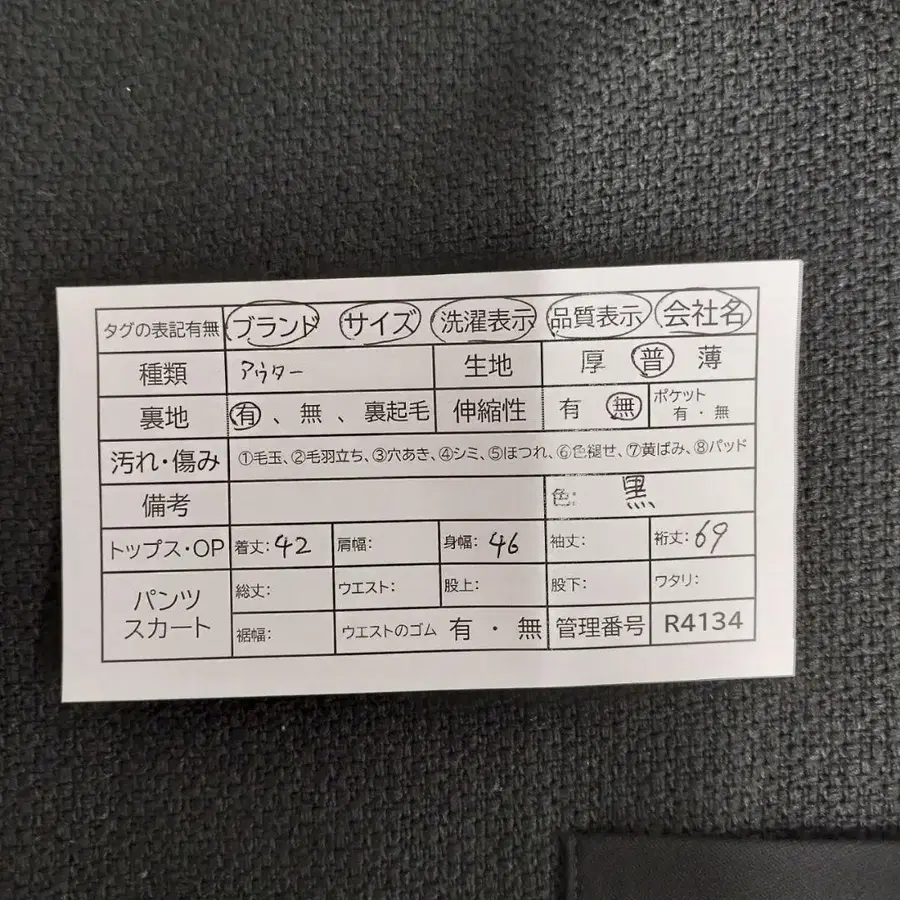 タグの表記有無 ブランド サイズ 洗濯表示 品質表示 会社名
種類 アウター 生地 厚 普 薄
裏地 有 、 無 、 裏起毛 伸縮性 有 無 ポケット 有 ・ 無
汚れ・傷み ①毛玉、②毛羽立ち、③穴あき、④シミ、⑤ほつれ、⑥色褪せ、⑦黄ばみ、⑧パッド
備考 色: 黒
トップス・OP 着丈:42 肩幅: 身幅:46 袖丈: 裄丈:69
パンツ スカート 総丈: ウエスト: 股上: 股下: ワタリ:
裾幅: ウエストのゴム 有 ・ 無 管理番号 R4134